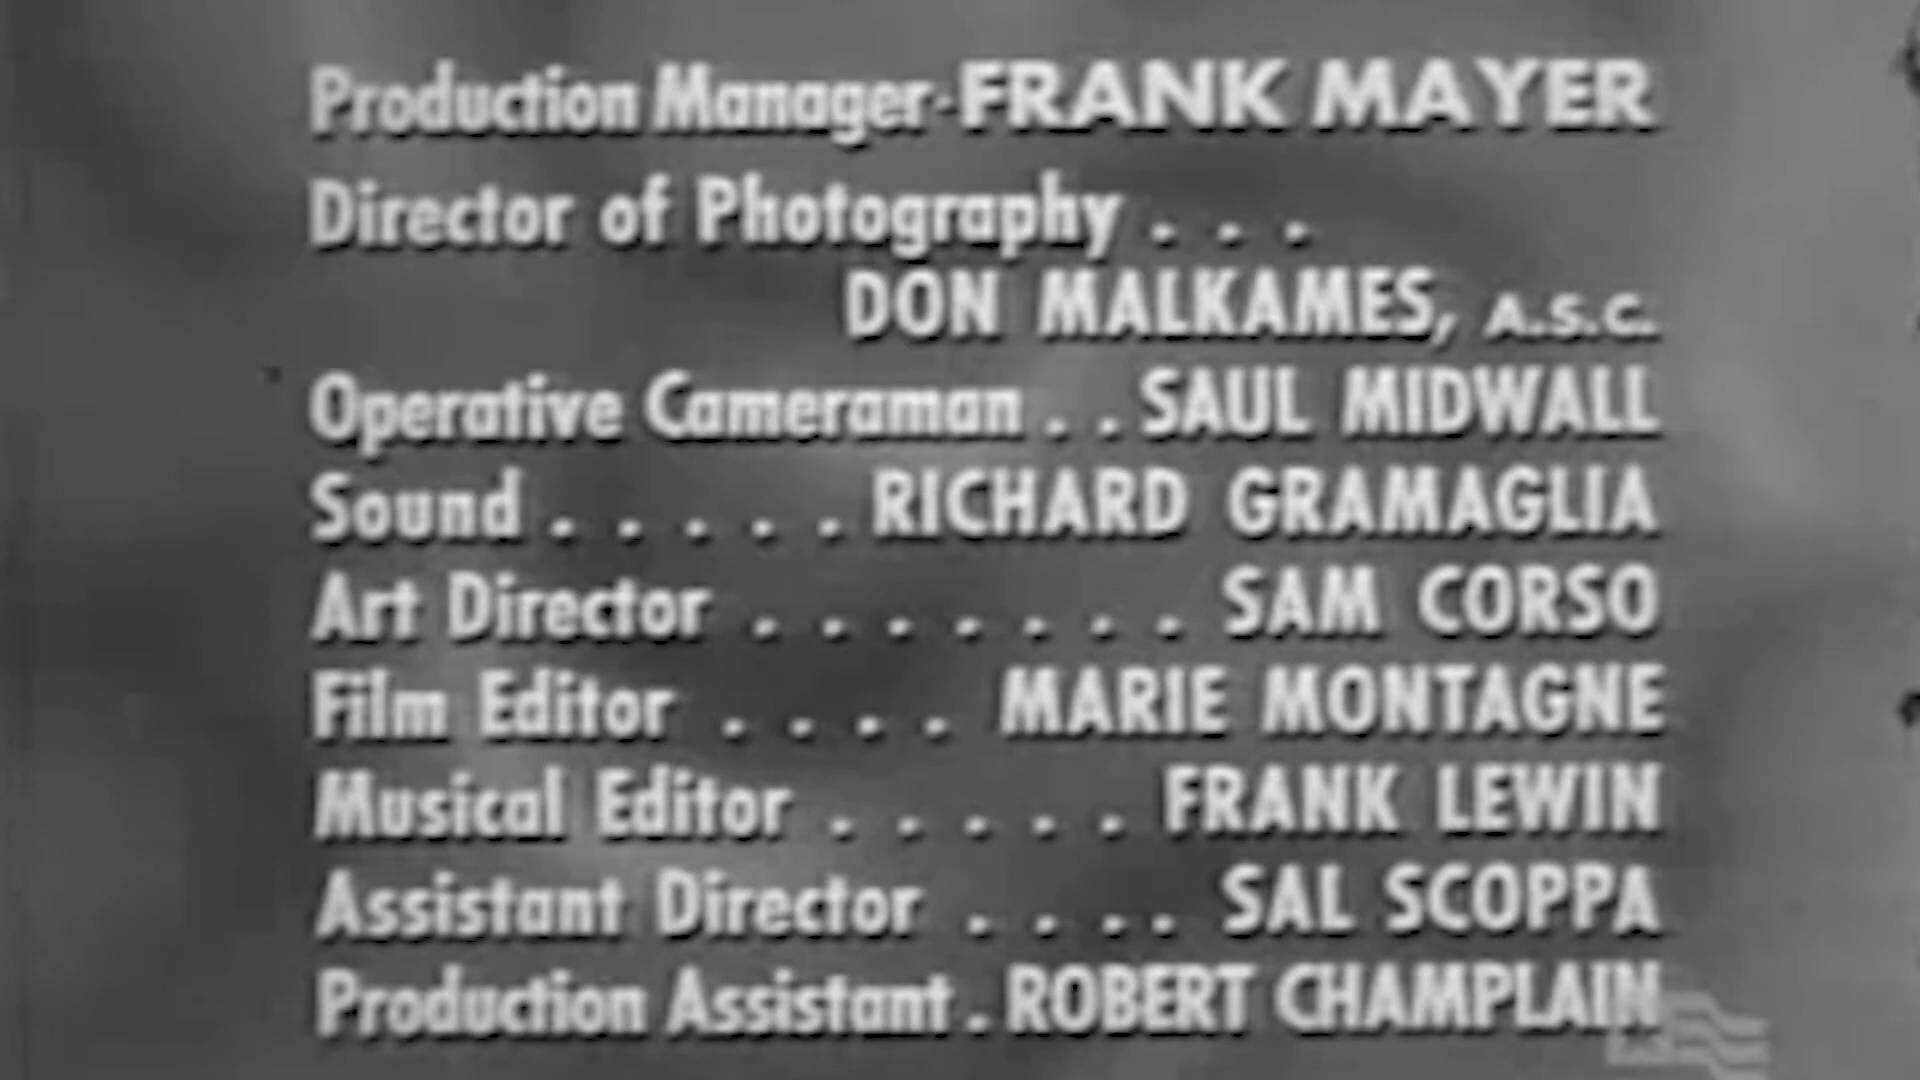 Production Manager-FRANK MAYER
Director of Photography . . .
DON MALKAMES, A.S.C.
Operative Cameraman . . SAUL MIDWALL
Sound . . . . . RICHARD GRAMAGLIA
Art Director . . . . . . . SAM CORSO
Film Editor . . . . MARIE MONTAGNE
Musical Editor . . . . . FRANK LEWIN
Assistant Director . . . . SAL SCOPPA
Production Assistant . ROBERT CHAMPLAIN